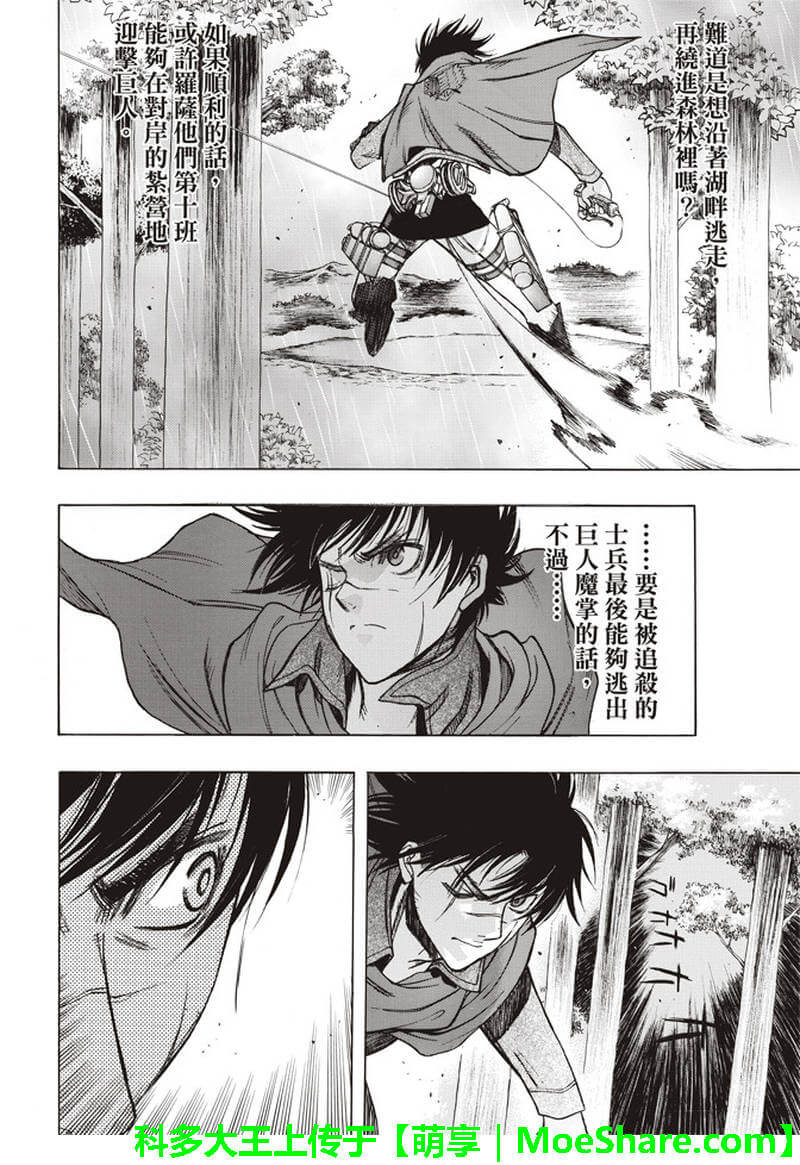 難道是想沿著湖畔逃走，
再繞進森林裡嗎？
如果順利的話，
或許羅薩他們第十班
能夠在對岸的紮營地
迎擊巨人。
……要是被追殺的
士兵最後能夠逃出
巨人魔掌的話，
不過……
科多大王上传于【萌享｜MoeShare.com】